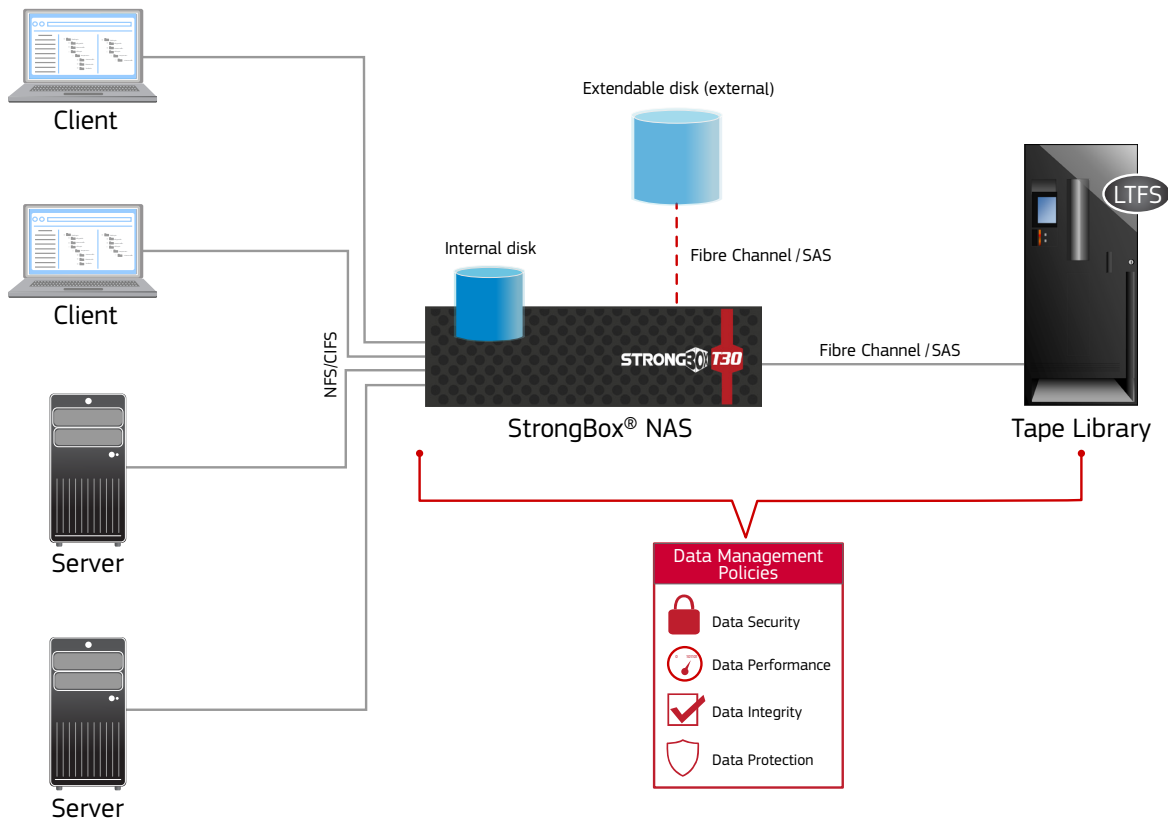 Client
Client
Server
Server
NFS/CIFS
Internal disk
Extendable disk (external)
Fibre Channel / SAS
STRONGBOX T30
StrongBox® NAS
Fibre Channel / SAS
LTFS
Tape Library
Data Management
Policies
Data Security
Data Performance
Data Integrity
Data Protection